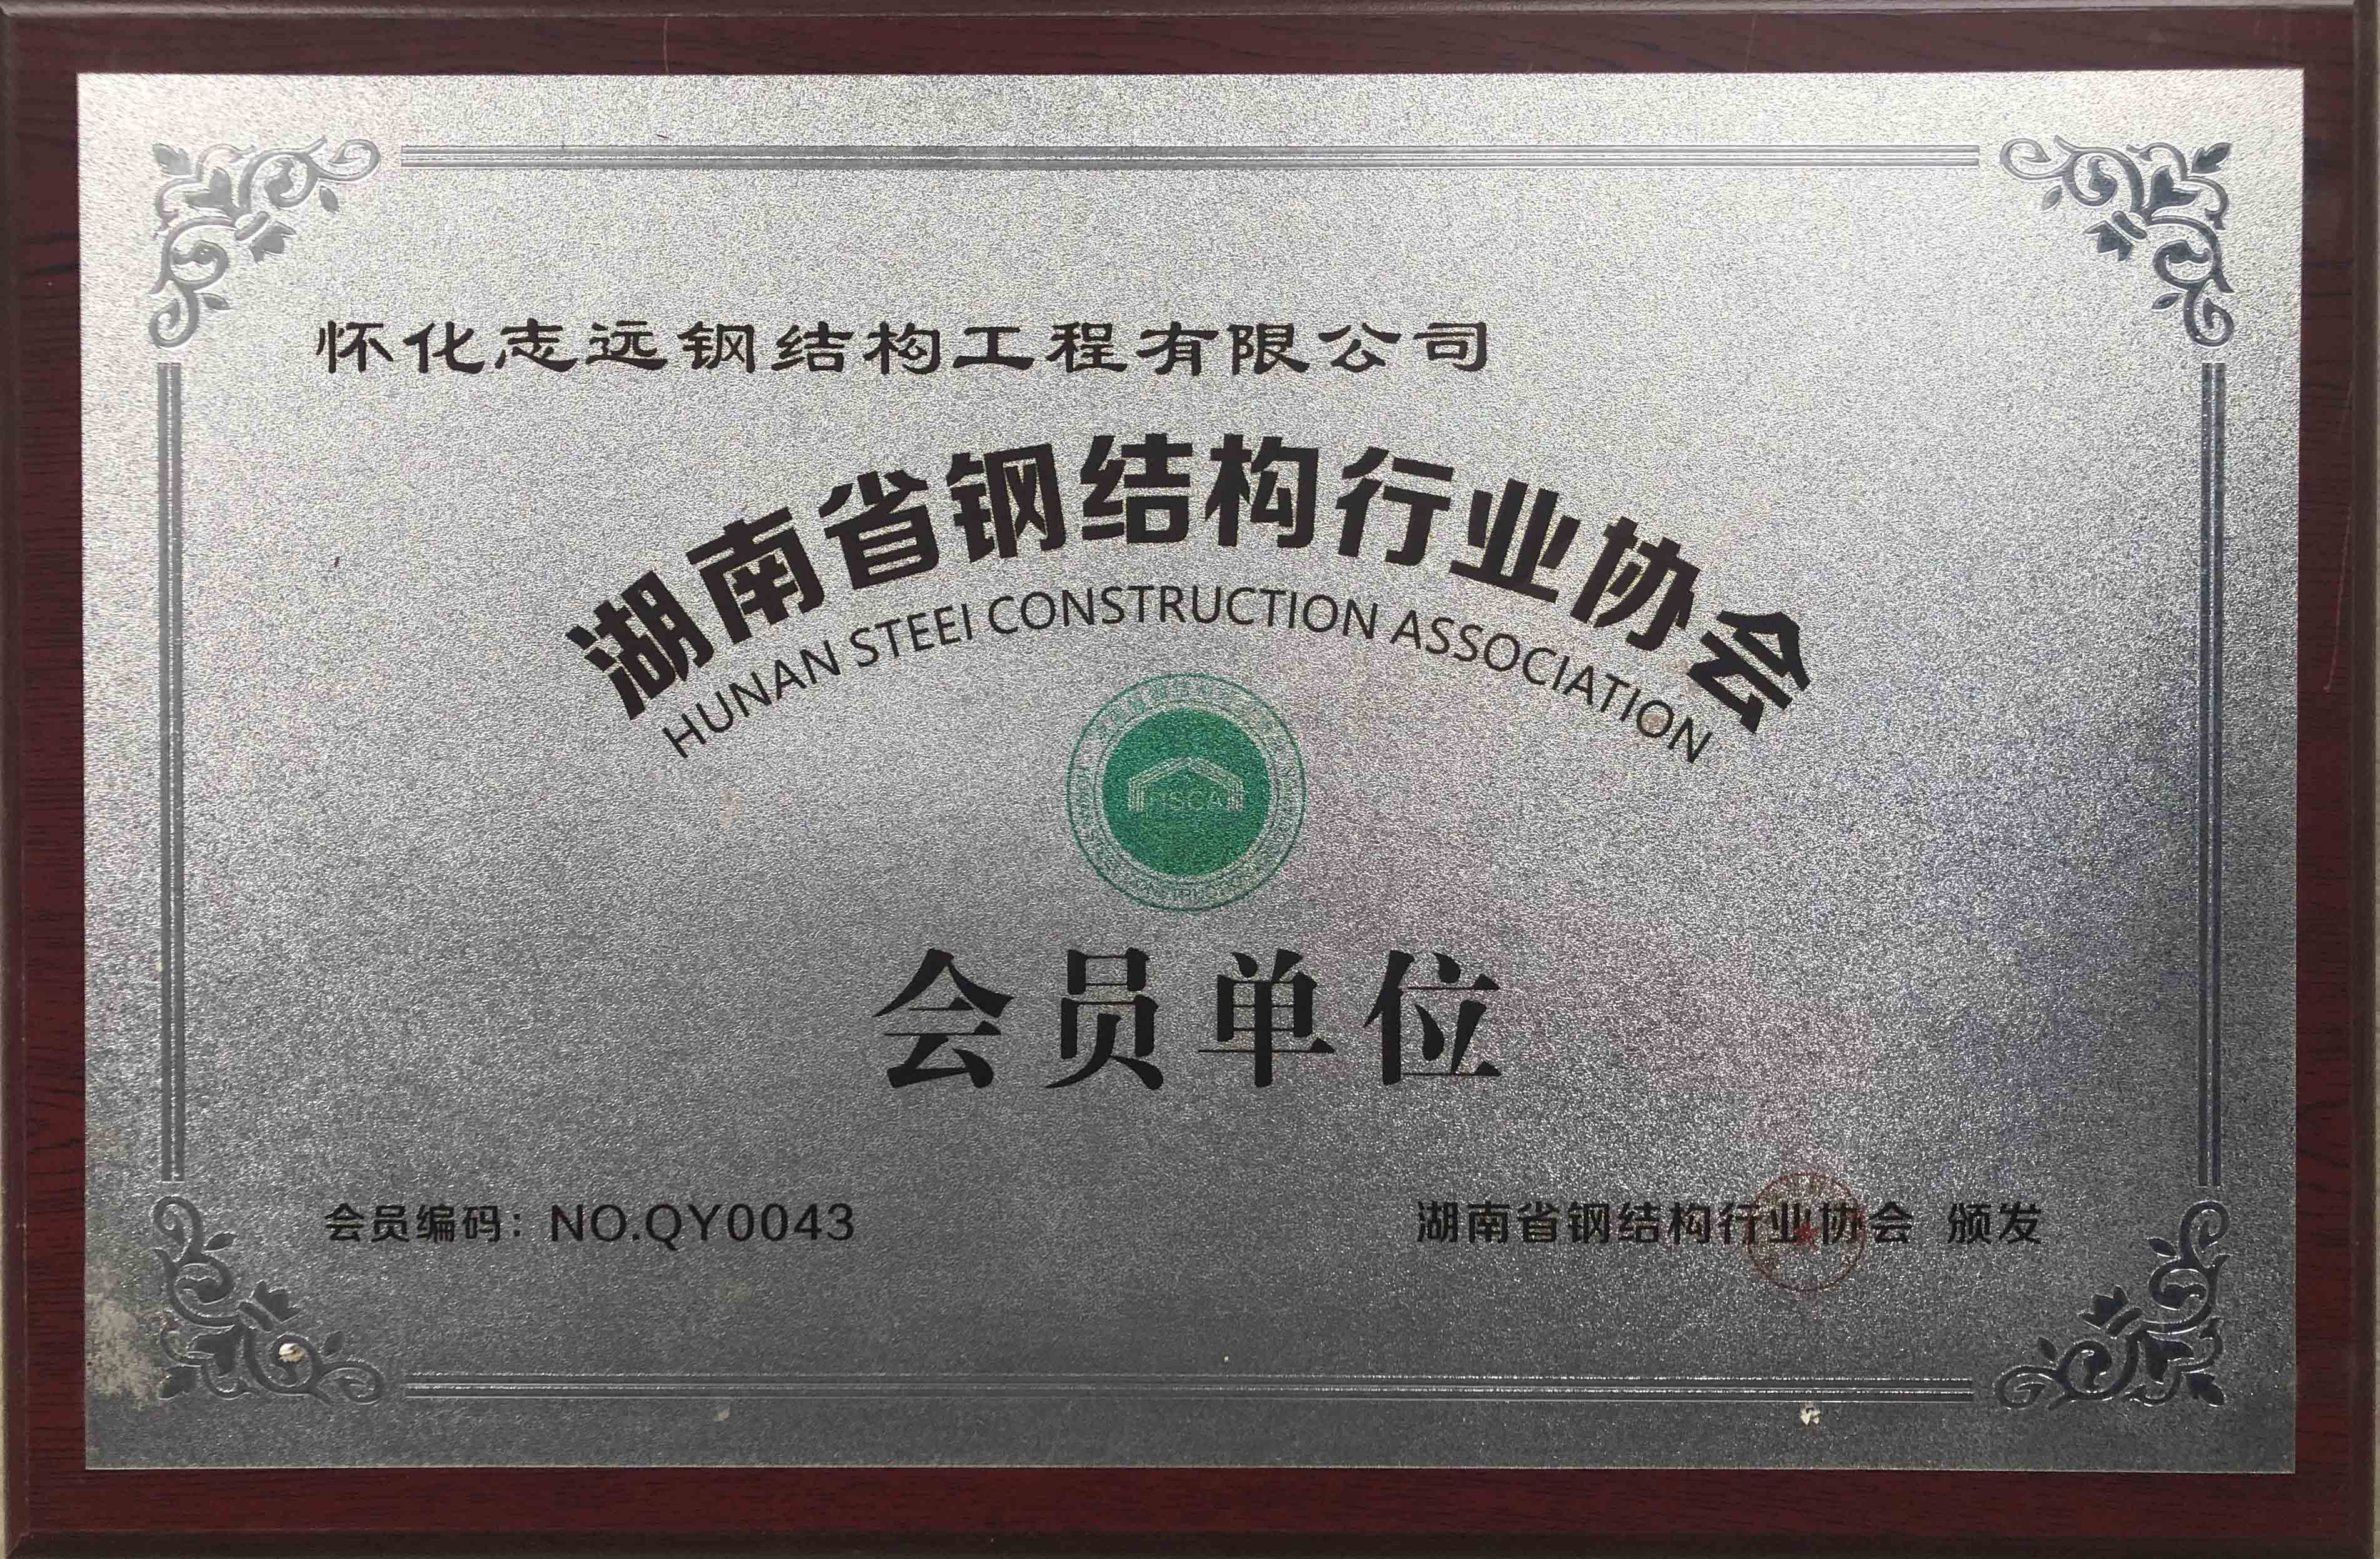 怀化志远钢结构工程有限公司
湖南省钢结构行业协会
HUNAN STEEI CONSTRUCTION ASSOCIATION
HSCA
会员单位
会员编码：NO.QY0043
湖南省钢结构行业协会 颁发